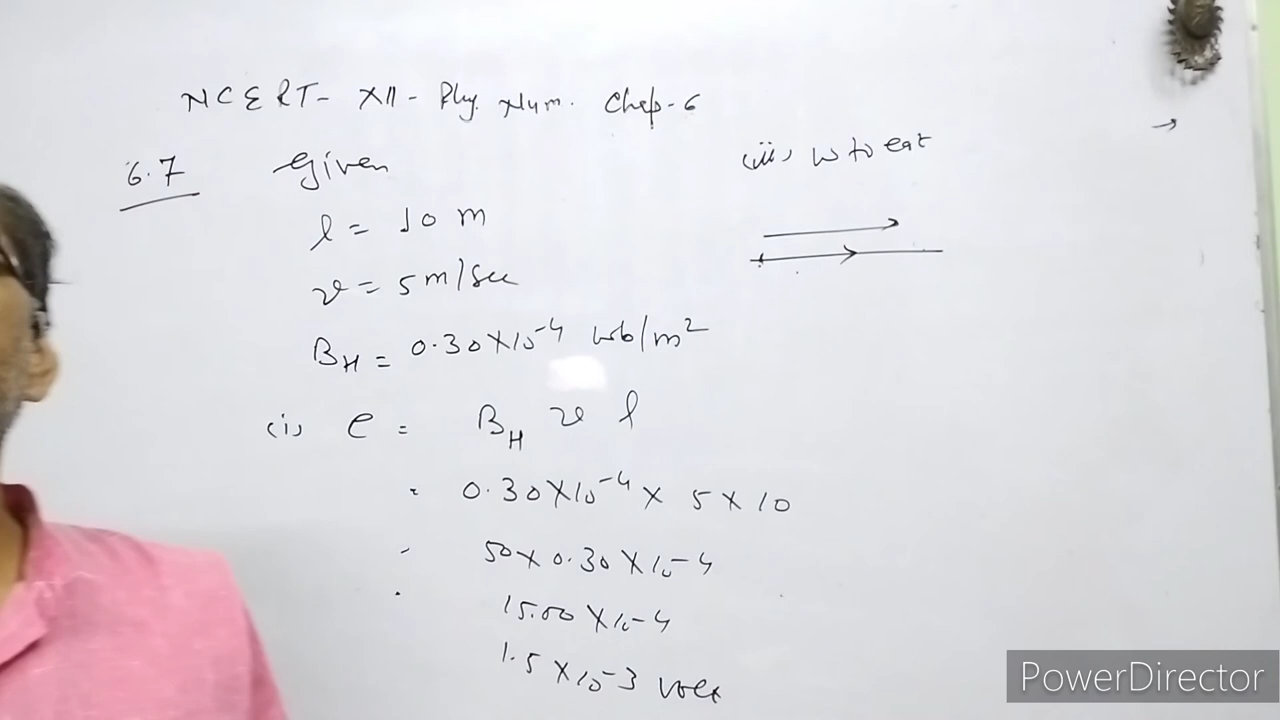 NCERT- XII - Phy. Num. Chap-6
6.7 Given
l = 10 m
v = 5 m/sec
B_H = 0.30×10⁻⁴ wb/m²
(i) e = B_H v l
= 0.30×10⁻⁴ × 5 × 10
- 50 × 0.30 × 10-4
15.00 × 10-4
1.5 × 10-3 volt
(iii) w to east
PowerDirector